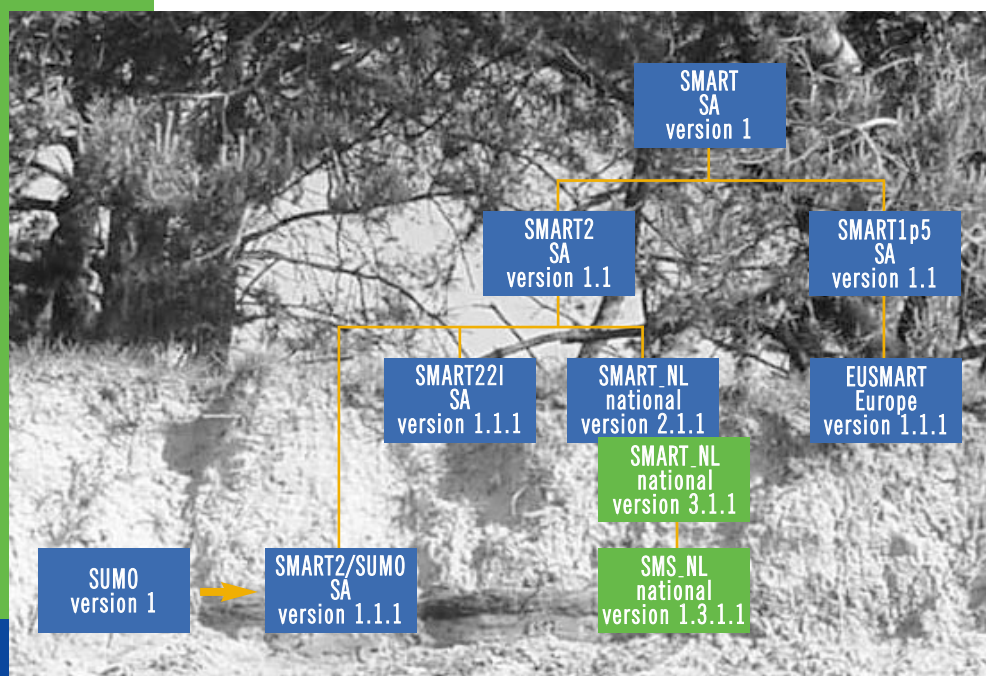 SMART
SA
version 1
SMART2
SA
version 1.1
SMART1p5
SA
version 1.1
SMART22l
SA
version 1.1.1
SMART_NL
national
version 2.1.1
EUSMART
Europe
version 1.1.1
SMART_NL
national
version 3.1.1
SUMO
version 1
SMART2/SUMO
SA
version 1.1.1
SMS_NL
national
version 1.3.1.1